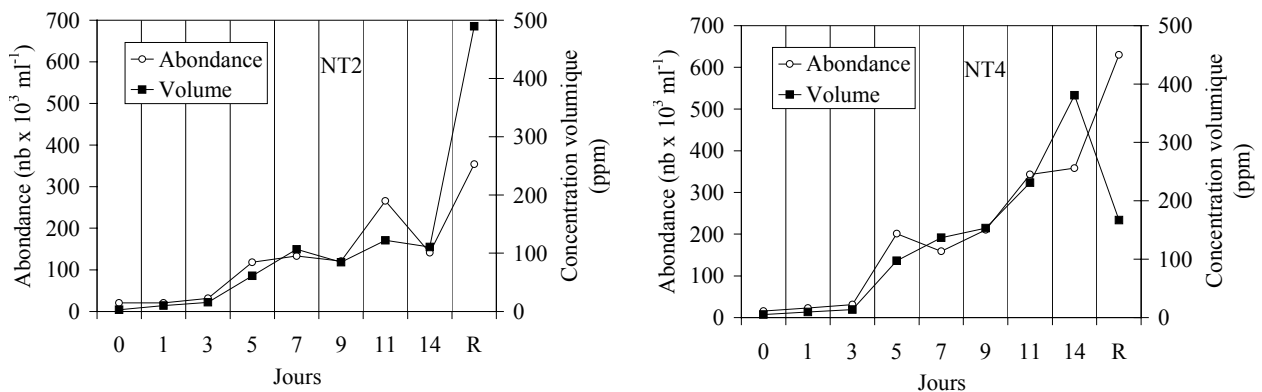 Abondance (nb x 10³ ml⁻¹)
700
600
500
400
300
200
100
0
Abondance
Volume
NT2
500
400
300
200
100
0
Concentration volumique
(ppm)
0 1 3 5 7 9 11 14 R
Jours
Abondance (nb x 10³ ml⁻¹)
700
600
500
400
300
200
100
0
Abondance
Volume
NT4
500
400
300
200
100
0
Concentration volumique
(ppm)
0 1 3 5 7 9 11 14 R
Jours